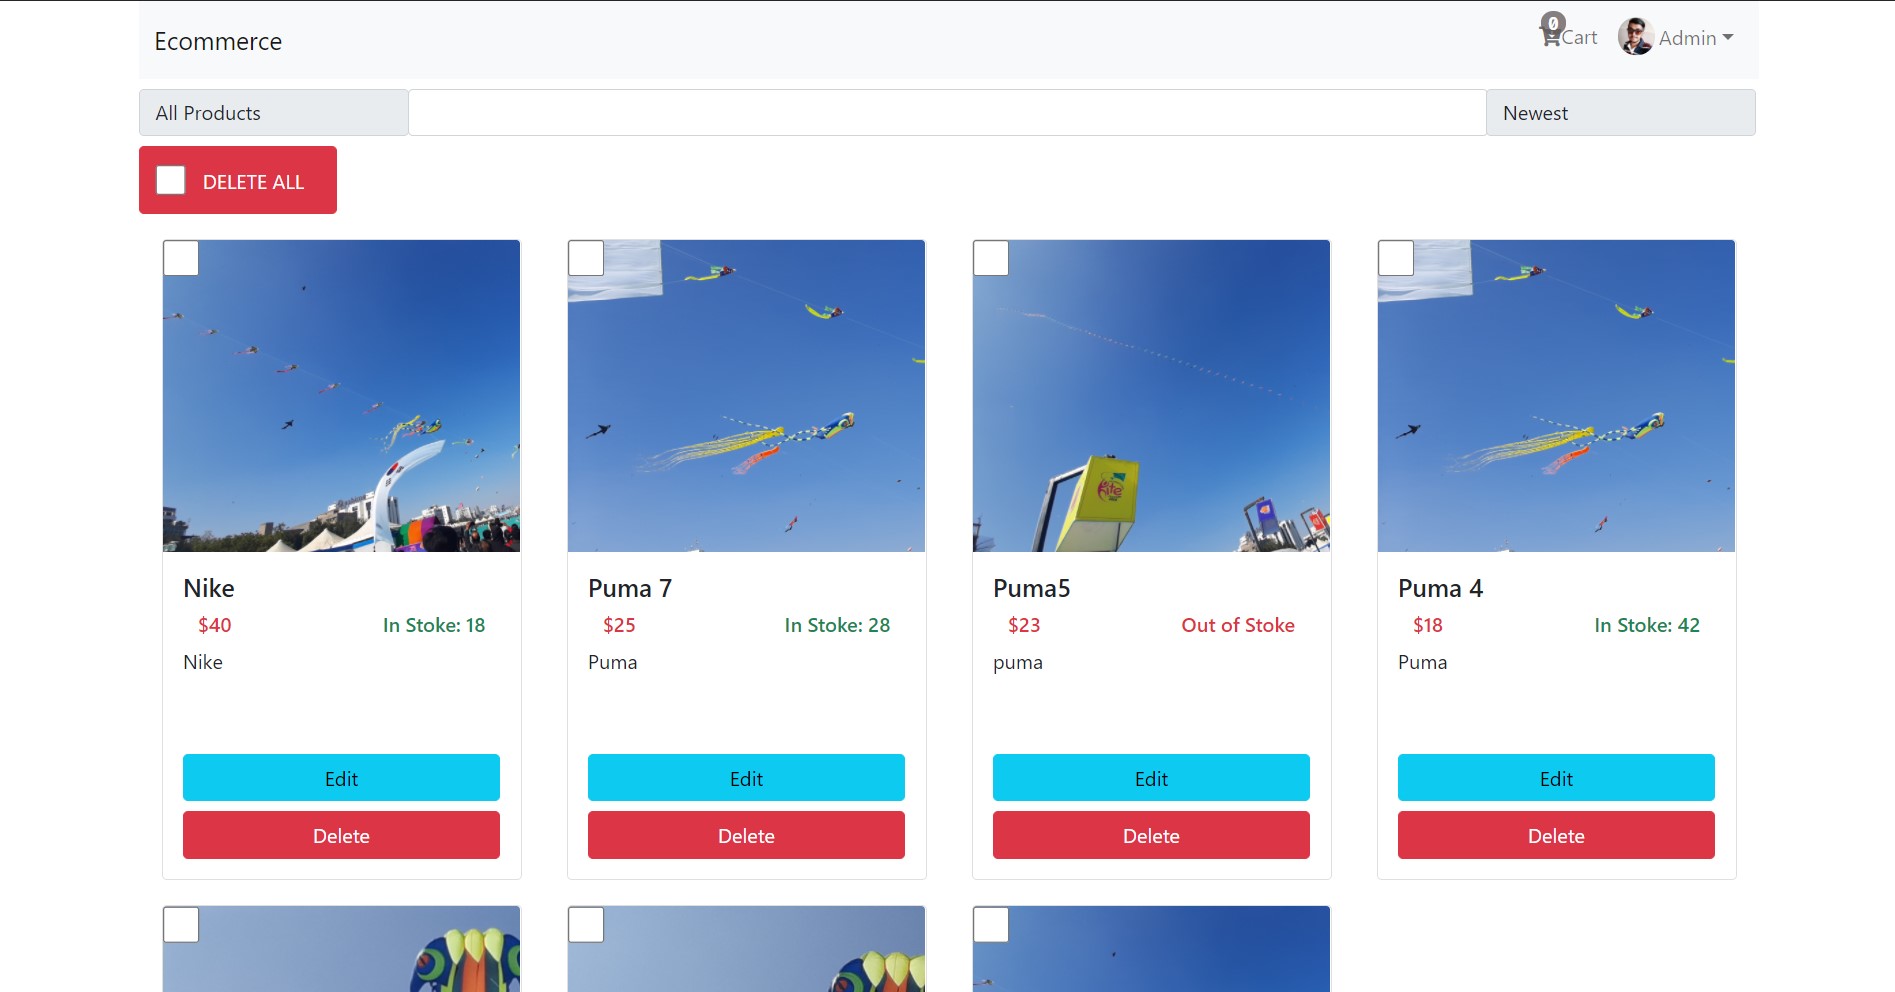 Ecommerce
0
Cart
Admin
All Products
Newest
DELETE ALL
Nike
$40
In Stoke: 18
Nike
Edit
Delete
Puma 7
$25
In Stoke: 28
Puma
Edit
Delete
Kite
Puma5
$23
Out of Stoke
puma
Edit
Delete
Puma 4
$18
In Stoke: 42
Puma
Edit
Delete